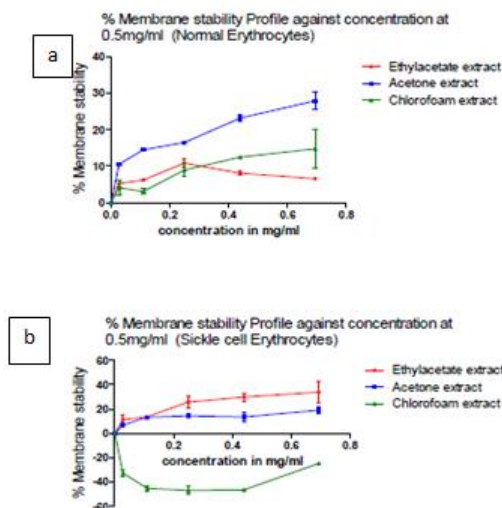 a
% Membrane stability Profile against concentration at
0.5mg/ml (Normal Erythrocytes)
40
30
20
10
0
% Membrane stability
0.0 0.2 0.4 0.6 0.8
concentration in mg/ml
Ethylacetate extract
Acetone extract
Chlorofoam extract
b
% Membrane stability Profile against concentration at
0.5mg/ml (Sickle cell Erythrocytes)
60
40
20
0
-20
-40
-60
% Membrane stability
0.2 0.4 0.6 0.8
concentration in mg/ml
Ethylacetate extract
Acetone extract
Chlorofoam extract